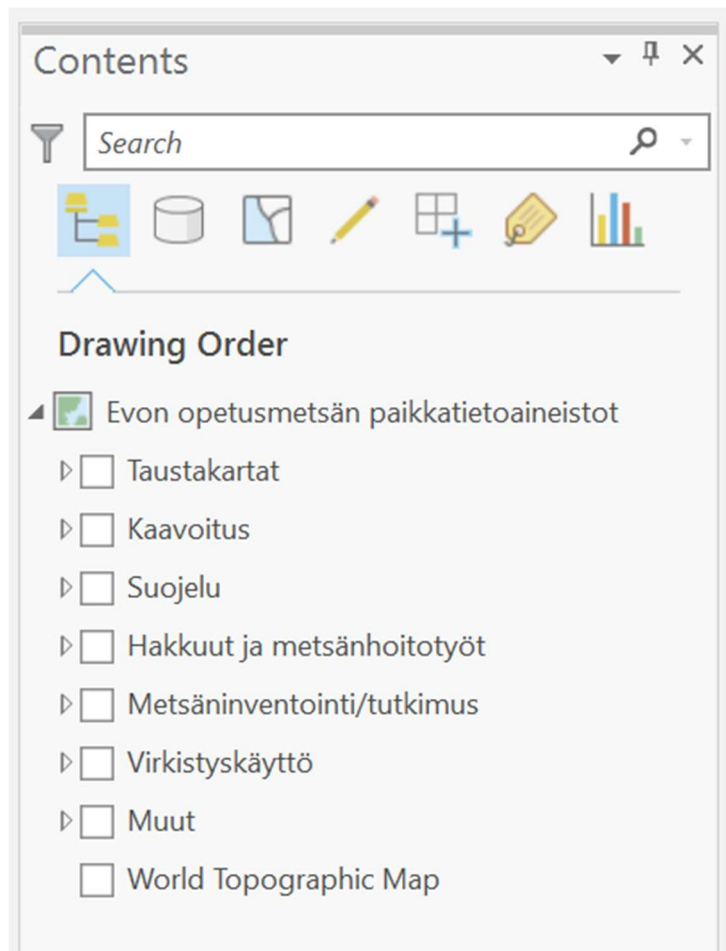 Contents
Search
Drawing Order
Evon opetusmetsän paikkatietoaineistot
Taustakartat
Kaavoitus
Suojelu
Hakkuut ja metsänhoitotyöt
Metsäninventointi/tutkimus
Virkistyskäyttö
Muut
World Topographic Map